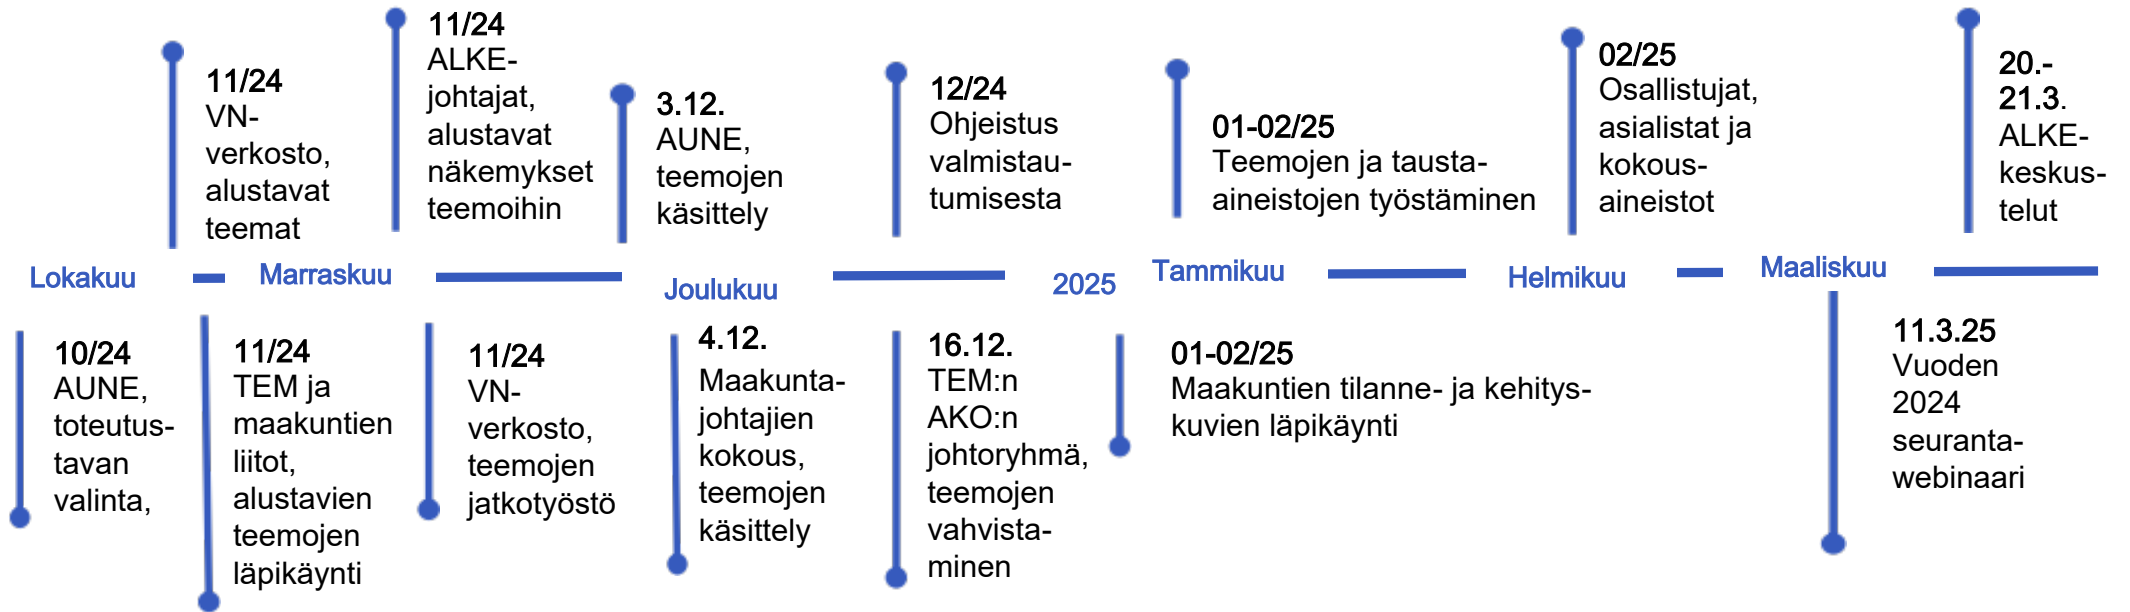 11/24
VN-
verkosto,
alustavat
teemat
11/24
ALKE-
johtajat,
alustavat
näkemykset
teemoihin
3.12.
AUNE,
teemojen
käsittely
12/24
Ohjeistus
valmistau-
tumisesta
01-02/25
Teemojen ja tausta-
aineistojen työstäminen
02/25
Osallistujat,
asialistat ja
kokous-
aineistot
20.-
21.3.
ALKE-
keskus-
telut
Lokakuu
Marraskuu
Joulukuu
2025
Tammikuu
Helmikuu
Maaliskuu
10/24
AUNE,
toteutus-
tavan
valinta,
11/24
TEM ja
maakuntien
liitot,
alustavien
teemojen
läpikäynti
11/24
VN-
verkosto,
teemojen
jatkotyöstö
4.12.
Maakunta-
johtajien
kokous,
teemojen
käsittely
16.12.
TEM:n
AKO:n
johtoryhmä,
teemojen
vahvista-
minen
01-02/25
Maakuntien tilanne- ja kehitys-
kuvien läpikäynti
11.3.25
Vuoden
2024
seuranta-
webinaari